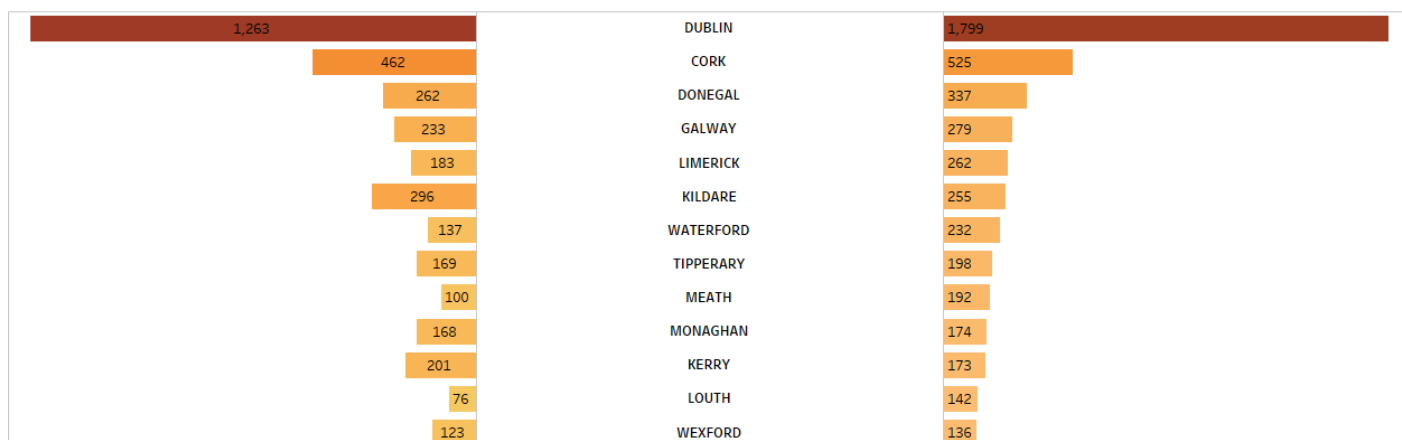 1,263 DUBLIN 1,799
462 CORK 525
262 DONEGAL 337
233 GALWAY 279
183 LIMERICK 262
296 KILDARE 255
137 WATERFORD 232
169 TIPPERARY 198
100 MEATH 192
168 MONAGHAN 174
201 KERRY 173
76 LOUTH 142
123 WEXFORD 136